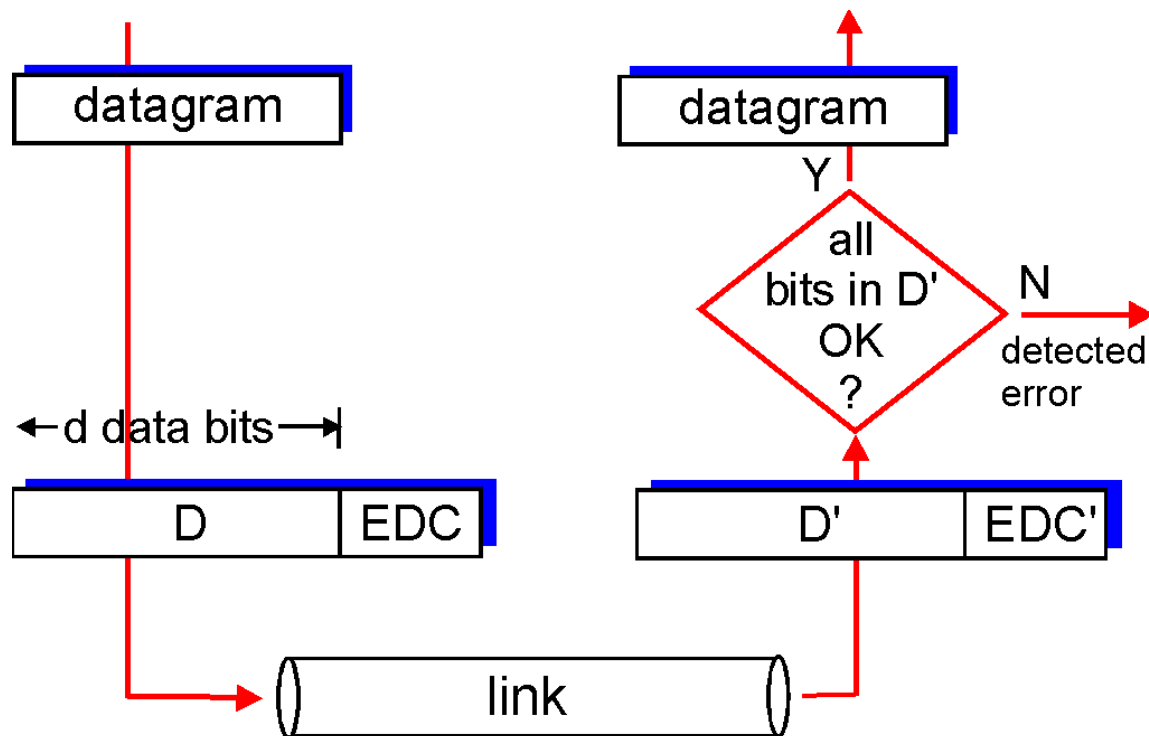 datagram
d data bits
D
EDC
link
datagram
Y
all
bits in D'
OK
?
N
detected
error
D'
EDC'